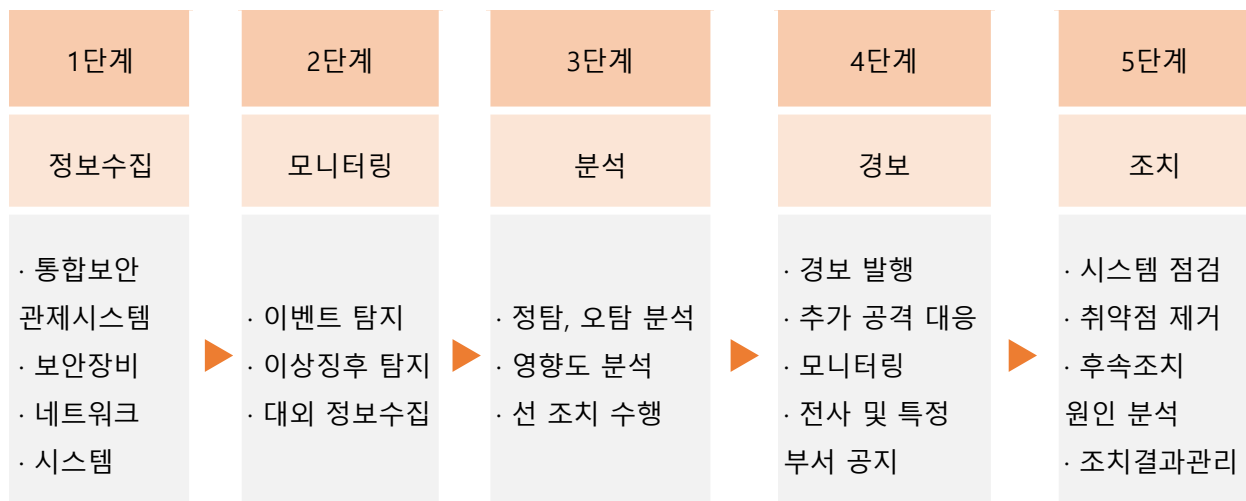 1단계
정보수집
· 통합보안
관제시스템
· 보안장비
· 네트워크
· 시스템
2단계
모니터링
· 이벤트 탐지
· 이상징후 탐지
· 대외 정보수집
3단계
분석
· 정탐, 오탐 분석
· 영향도 분석
· 선 조치 수행
4단계
경보
· 경보 발행
· 추가 공격 대응
· 모니터링
· 전사 및 특정
부서 공지
5단계
조치
· 시스템 점검
· 취약점 제거
· 후속조치
원인 분석
· 조치결과관리